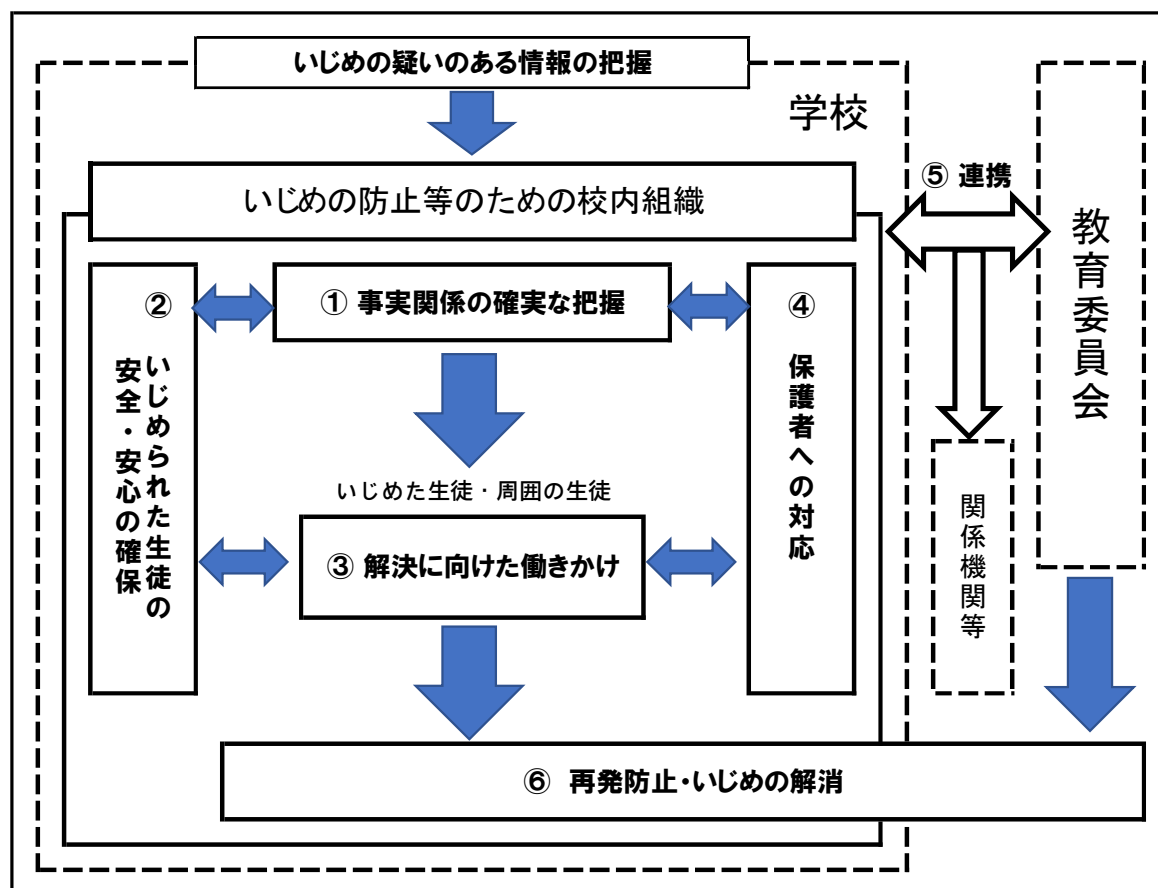 いじめの疑いのある情報の把握
学校
いじめの防止等のための校内組織
⑤ 連携
教育委員会
②
いじめられた生徒の
安全・安心の確保
① 事実関係の確実な把握
④
保護者への対応
いじめた生徒・周囲の生徒
③ 解決に向けた働きかけ
関係機関等
⑥ 再発防止・いじめの解消